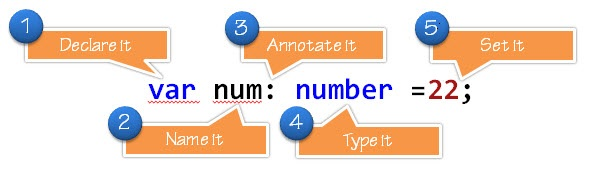 1 Declare it
3 Annotate it
5 Set it
var num: number =22;
2 Name it
4 Type it